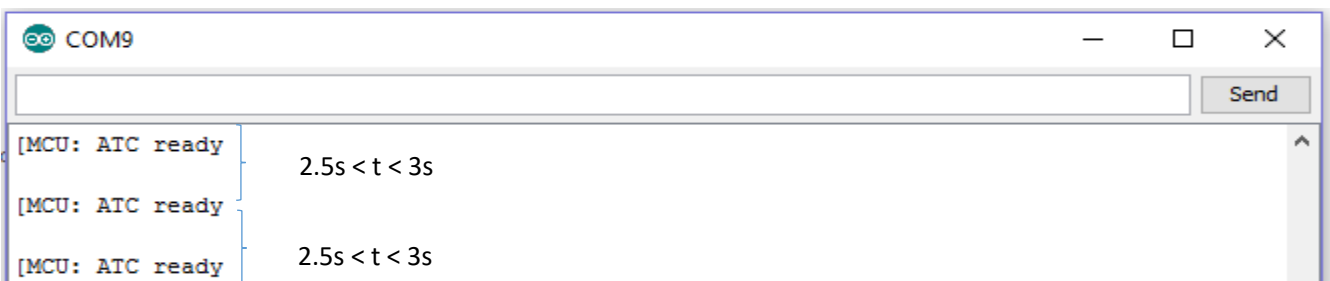 COM9
Send
[MCU: ATC ready
2.5s < t < 3s
[MCU: ATC ready
2.5s < t < 3s
[MCU: ATC ready